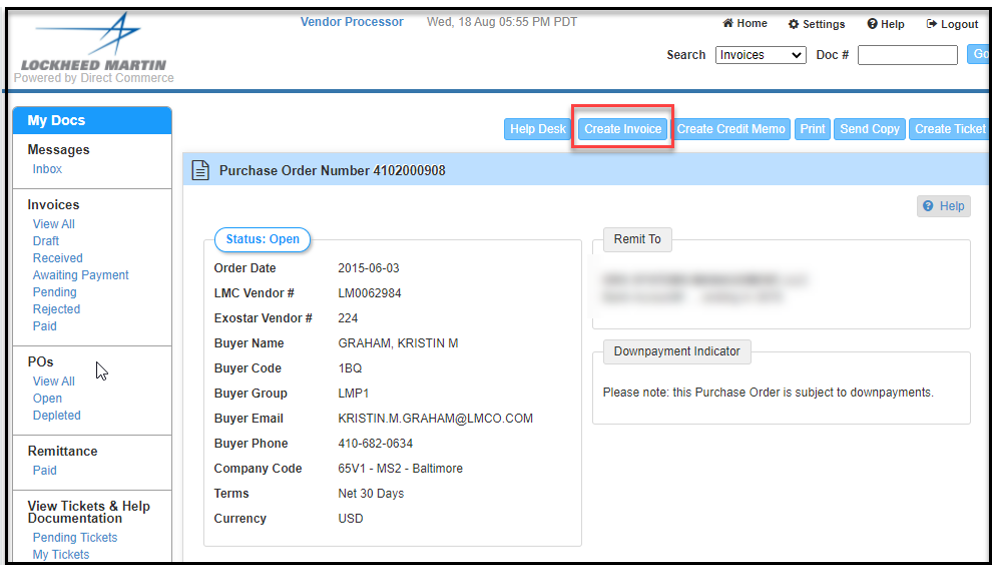 Vendor Processor Wed, 18 Aug 05:55 PM PDT Home Settings Help Logout
LOCKHEED MARTIN
Powered by Direct Commerce
Search Invoices Doc # Go
My Docs
Messages
Inbox
Invoices
View All
Draft
Received
Awaiting Payment
Pending
Rejected
Paid
POs
View All
Open
Depleted
Remittance
Paid
View Tickets & Help
Documentation
Pending Tickets
My Tickets
Help Desk Create Invoice Create Credit Memo Print Send Copy Create Ticket
Purchase Order Number 4102000908
Help
Status: Open
Order Date 2015-06-03
LMC Vendor # LM0062984
Exostar Vendor # 224
Buyer Name GRAHAM, KRISTIN M
Buyer Code 1BQ
Buyer Group LMP1
Buyer Email KRISTIN.M.GRAHAM@LMCO.COM
Buyer Phone 410-682-0634
Company Code 65V1 - MS2 - Baltimore
Terms Net 30 Days
Currency USD
Remit To
Downpayment Indicator
Please note: this Purchase Order is subject to downpayments.